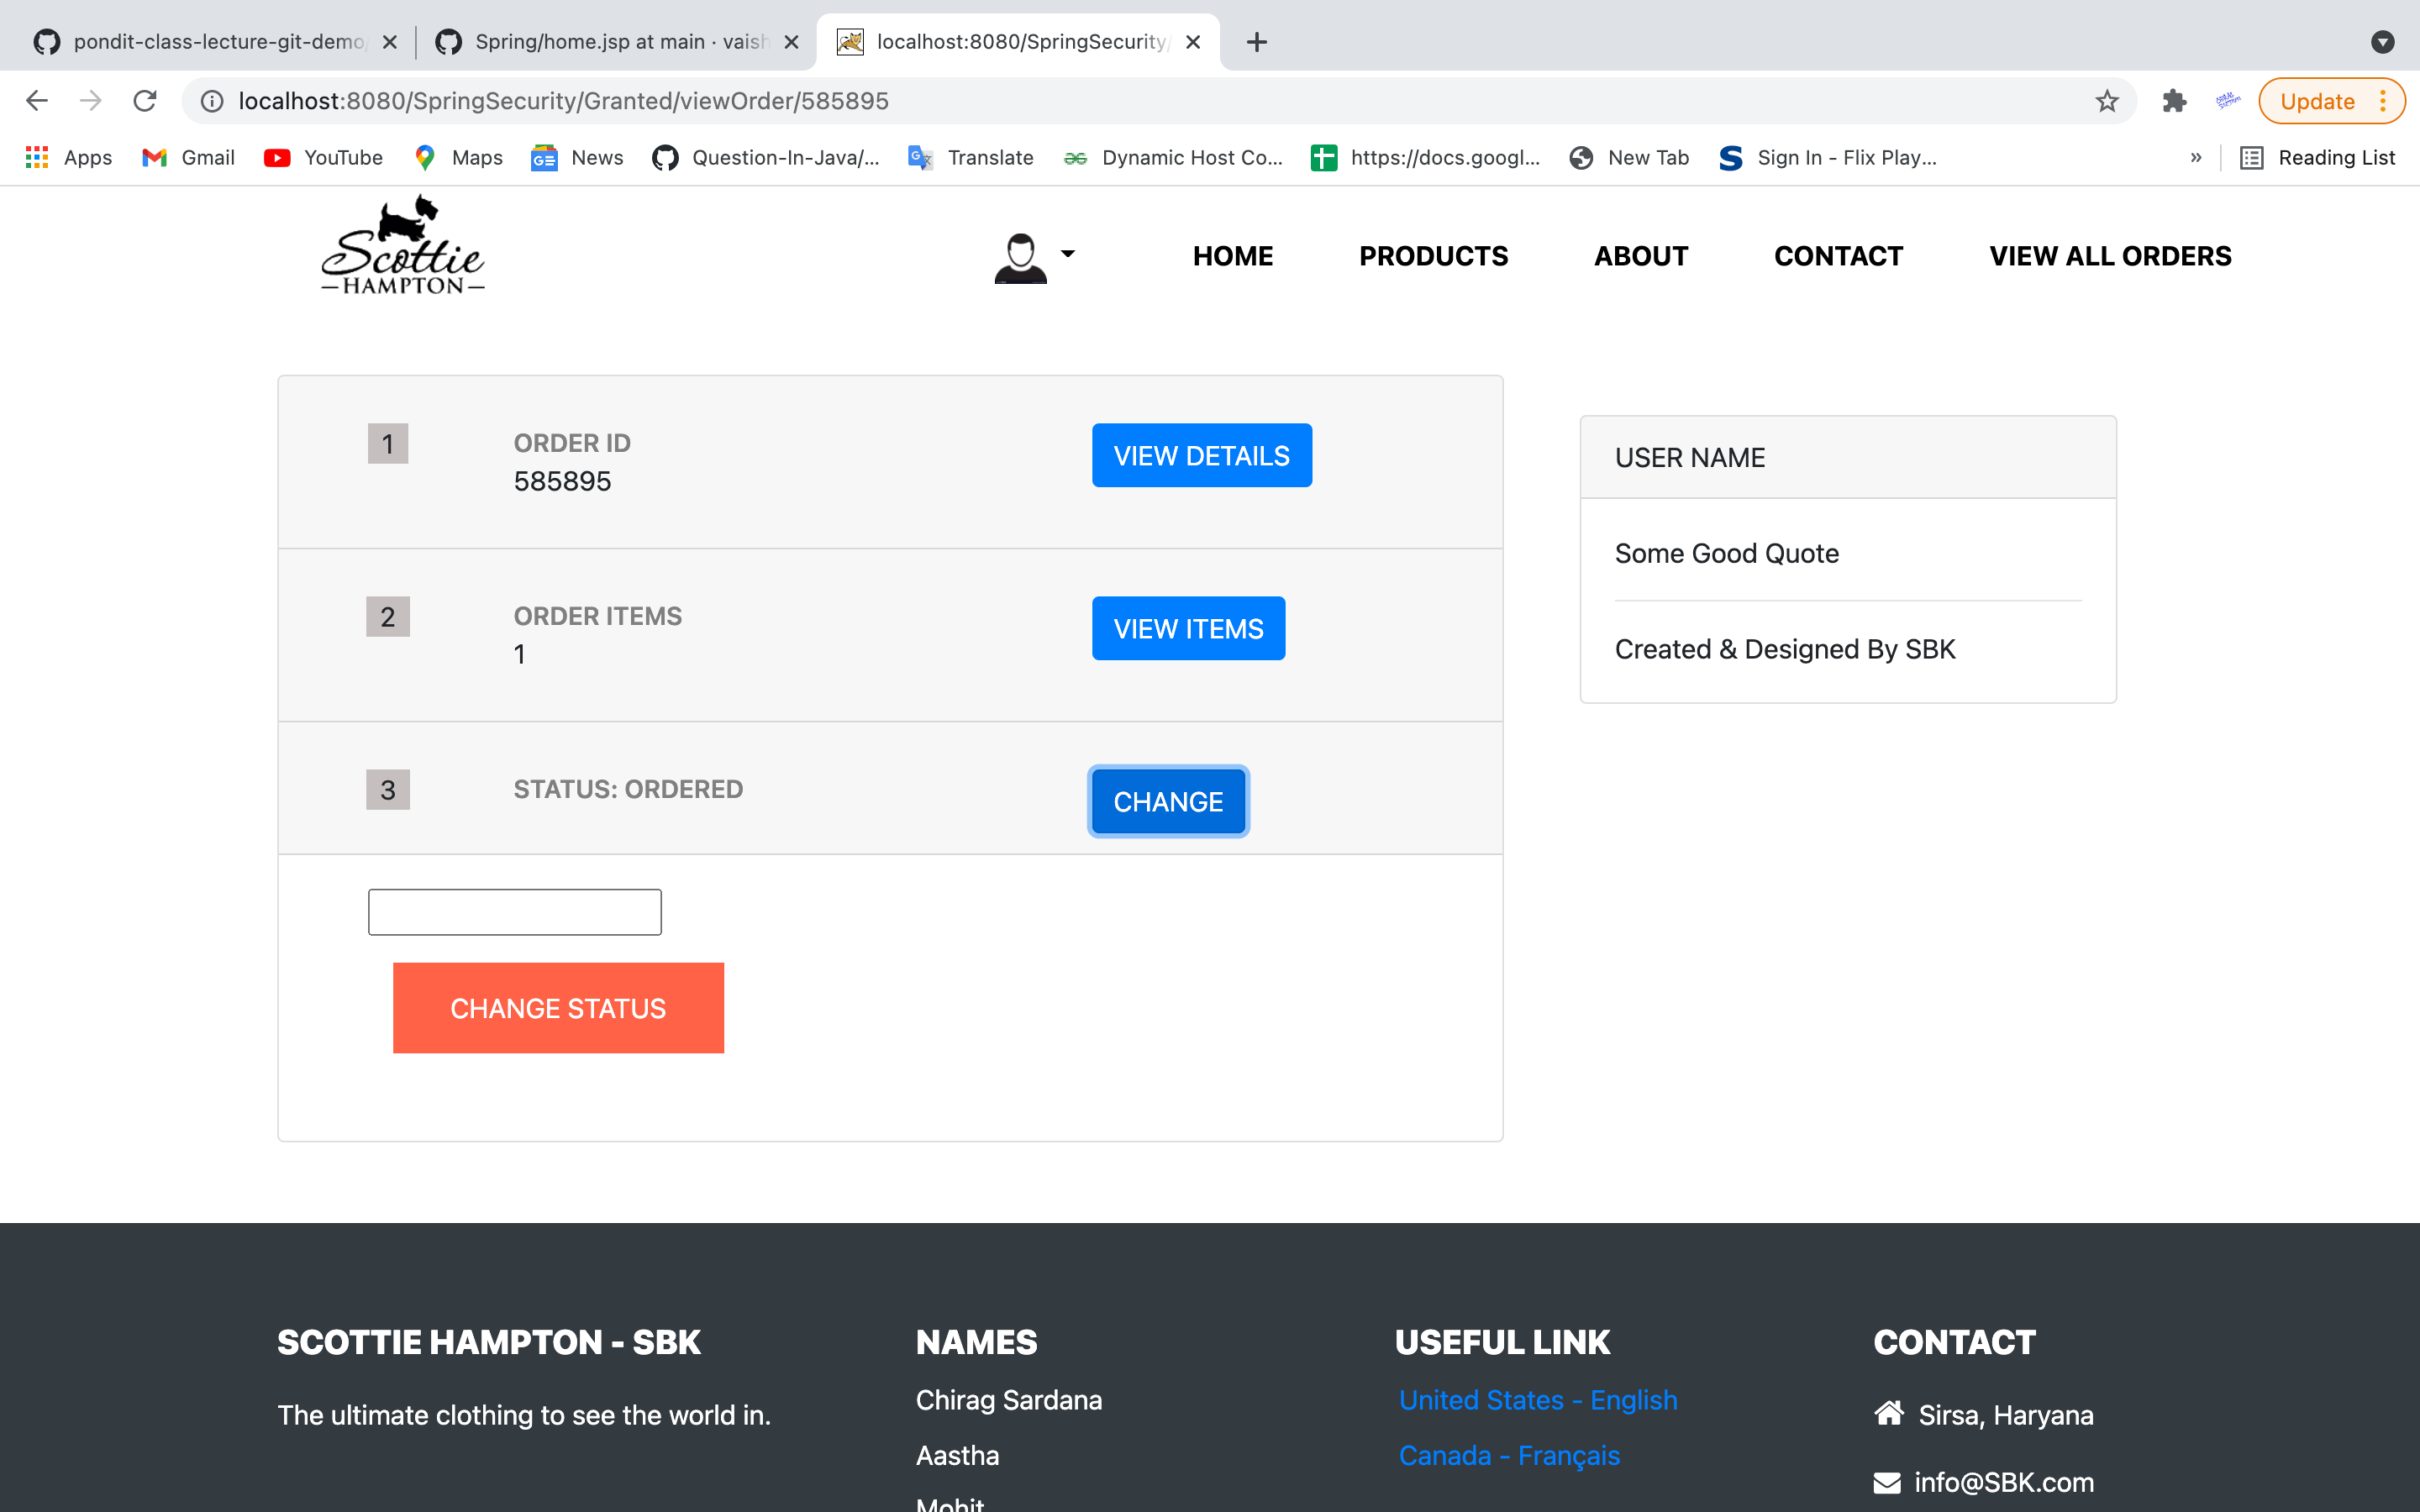 pondit-class-lecture-git-demo/
Spring/home.jsp at main · vaish
localhost:8080/SpringSecurity/
localhost:8080/SpringSecurity/Granted/viewOrder/585895
Update
Apps
Gmail
YouTube
Maps
News
Question-In-Java/...
Translate
Dynamic Host Co...
https://docs.googl...
New Tab
Sign In - Flix Play...
»
Reading List
Scottie
HAMPTON
HOME
PRODUCTS
ABOUT
CONTACT
VIEW ALL ORDERS
1
ORDER ID
585895
VIEW DETAILS
2
ORDER ITEMS
1
VIEW ITEMS
3
STATUS: ORDERED
CHANGE
CHANGE STATUS
USER NAME
Some Good Quote
Created & Designed By SBK
SCOTTIE HAMPTON - SBK
The ultimate clothing to see the world in.
NAMES
Chirag Sardana
Aastha
Mohit
USEFUL LINK
United States - English
Canada - Français
CONTACT
Sirsa, Haryana
info@SBK.com